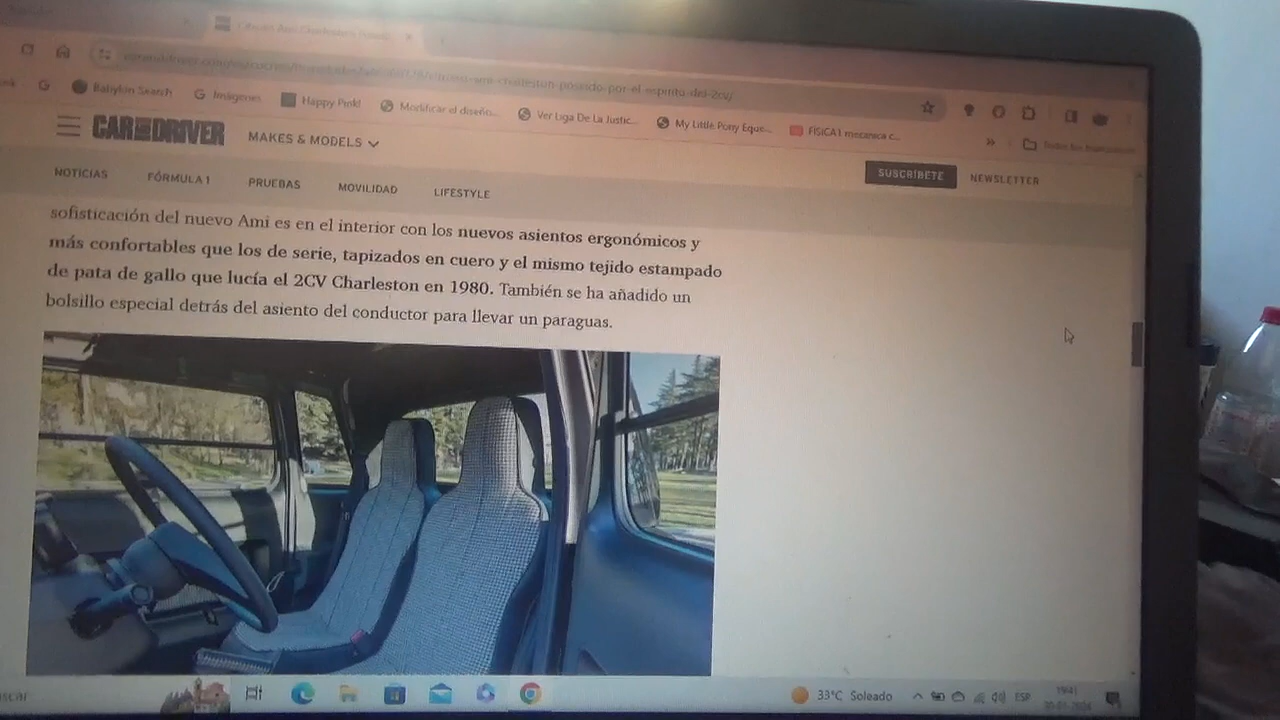 Babylon Search
Imágenes
Happy Pink!
Modificar el diseño...
Ver Liga De La Justic...
My Little Pony Eque...
FÍSICA1 mecánica c...
»
CAR AND DRIVER
MAKES & MODELS
SUSCRÍBETE
NEWSLETTER
NOTICIAS
FÓRMULA 1
PRUEBAS
MOVILIDAD
LIFESTYLE
sofisticación del nuevo Ami es en el interior con los nuevos asientos ergonómicos y
más confortables que los de serie, tapizados en cuero y el mismo tejido estampado
de pata de gallo que lucía el 2CV Charleston en 1980. También se ha añadido un
bolsillo especial detrás del asiento del conductor para llevar un paraguas.
scar
33°C Soleado
ESP
19:41